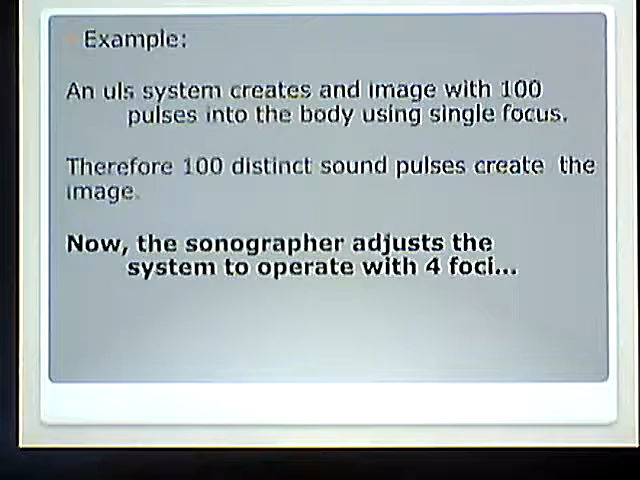 Example:
An uls system creates and image with 100
pulses into the body using single focus.
Therefore 100 distinct sound pulses create the
image.
Now, the sonographer adjusts the
system to operate with 4 foci...